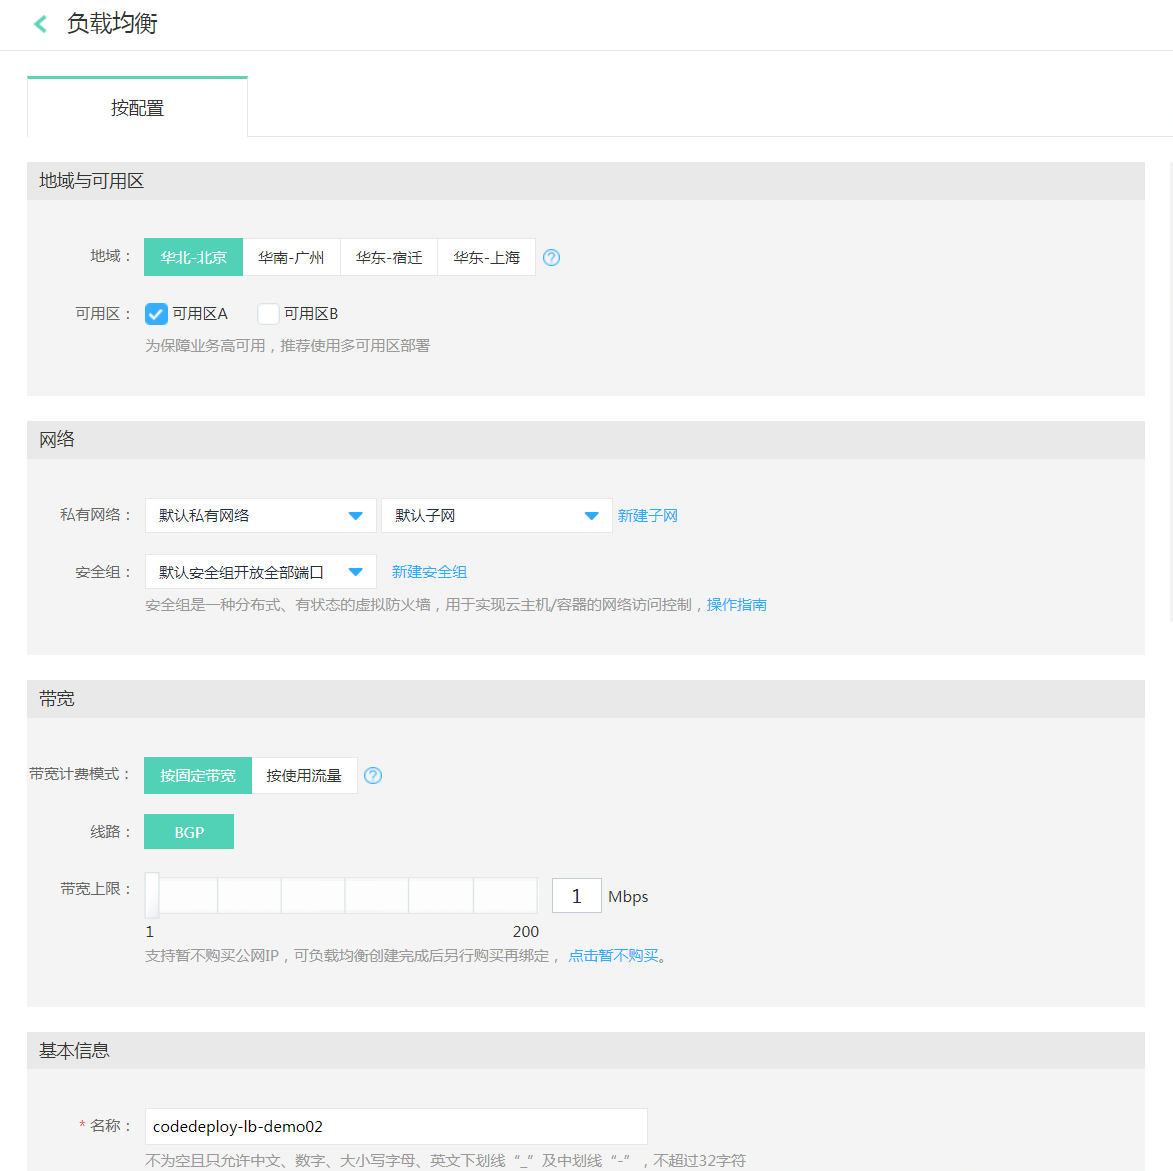 负载均衡
按配置
地域与可用区
地域： 华北-北京 华南-广州 华东-宿迁 华东-上海 ?
可用区： 可用区A 可用区B
为保障业务高可用，推荐使用多可用区部署
网络
私有网络： 默认私有网络 默认子网 新建子网
安全组： 默认安全组开放全部端口 新建安全组
安全组是一种分布式、有状态的虚拟防火墙，用于实现云主机/容器的网络访问控制，操作指南
带宽
带宽计费模式： 按固定带宽 按使用流量 ?
线路： BGP
带宽上限： 1 Mbps
1 200
支持暂不购买公网IP，可负载均衡创建完成后另行购买再绑定， 点击暂不购买。
基本信息
* 名称： codedeploy-lb-demo02
不为空且只允许中文、数字、大小写字母、英文下划线“_”及中划线“-”，不超过32字符